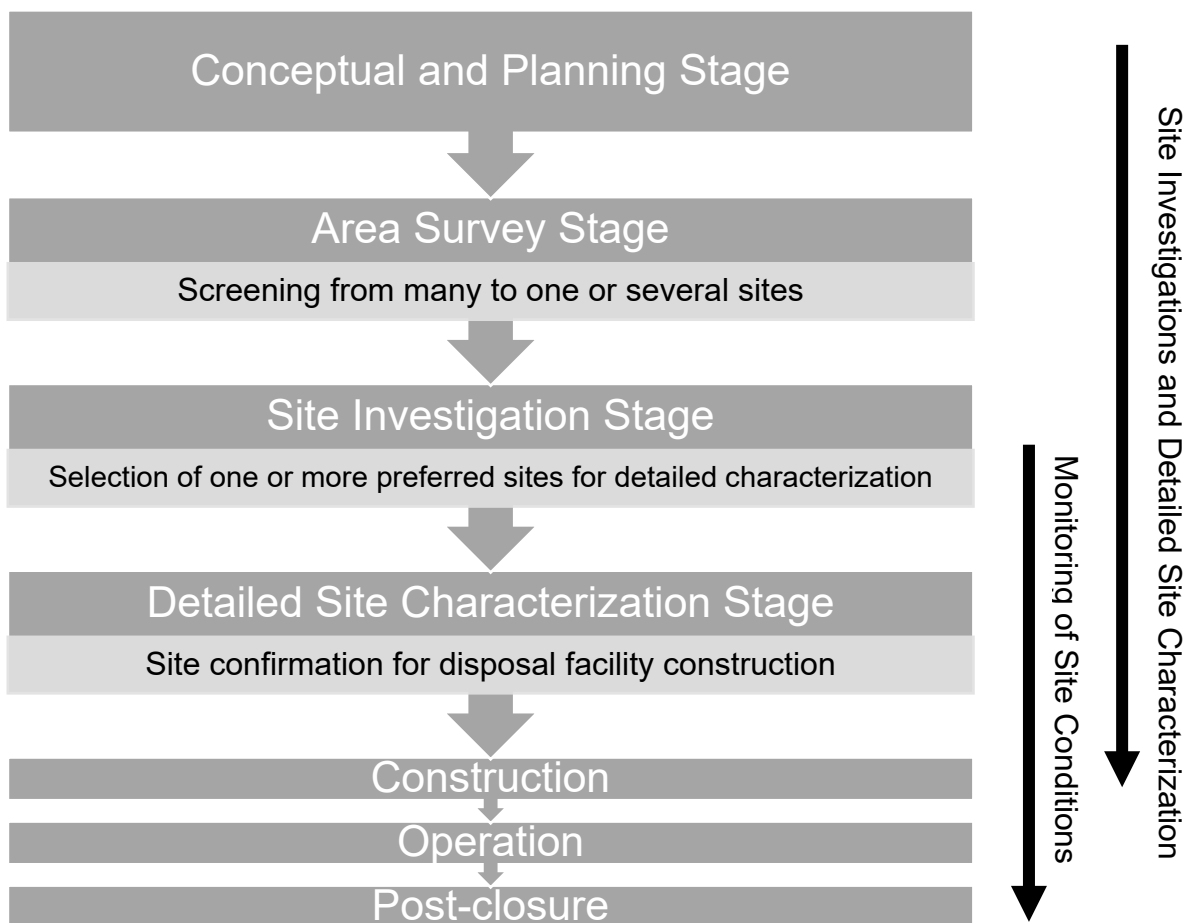 Conceptual and Planning Stage
Area Survey Stage
Screening from many to one or several sites
Site Investigation Stage
Selection of one or more preferred sites for detailed characterization
Detailed Site Characterization Stage
Site confirmation for disposal facility construction
Construction
Operation
Post-closure
Monitoring of Site Conditions
Site Investigations and Detailed Site Characterization